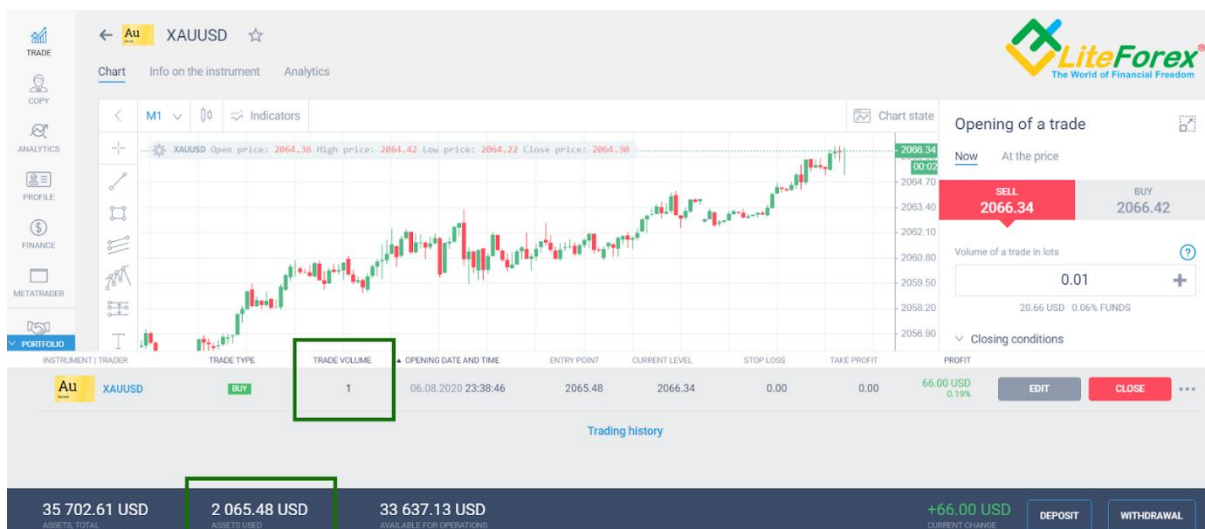 TRADE
COPY
ANALYTICS
PROFILE
FINANCE
METATRADER
PORTFOLIO
Au XAUUSD
Chart Info on the instrument Analytics
LiteForex®
The World of Financial Freedom
M1 Indicators Chart state
XAUUSD Open price: 2064.36 High price: 2064.42 Low price: 2064.22 Close price: 2064.30
2066.34
00:02
2064.70
2063.40
2062.10
2060.80
2059.50
2058.20
2056.90
Opening of a trade
Now At the price
SELL
2066.34
BUY
2066.42
Volume of a trade in lots ?
0.01 +
20.66 USD 0.06% FUNDS
Closing conditions
INSTRUMENT | TRADER TRADE TYPE TRADE VOLUME ▲ OPENING DATE AND TIME ENTRY POINT CURRENT LEVEL STOP LOSS TAKE PROFIT PROFIT
Au XAUUSD BUY 1 06.08.2020 23:38:46 2065.48 2066.34 0.00 0.00 66.00 USD EDIT CLOSE
0.19%
Trading history
35 702.61 USD 2 065.48 USD 33 637.13 USD +66.00 USD DEPOSIT WITHDRAWAL
ASSETS, TOTAL ASSETS USED AVAILABLE FOR OPERATIONS CURRENT CHANGE